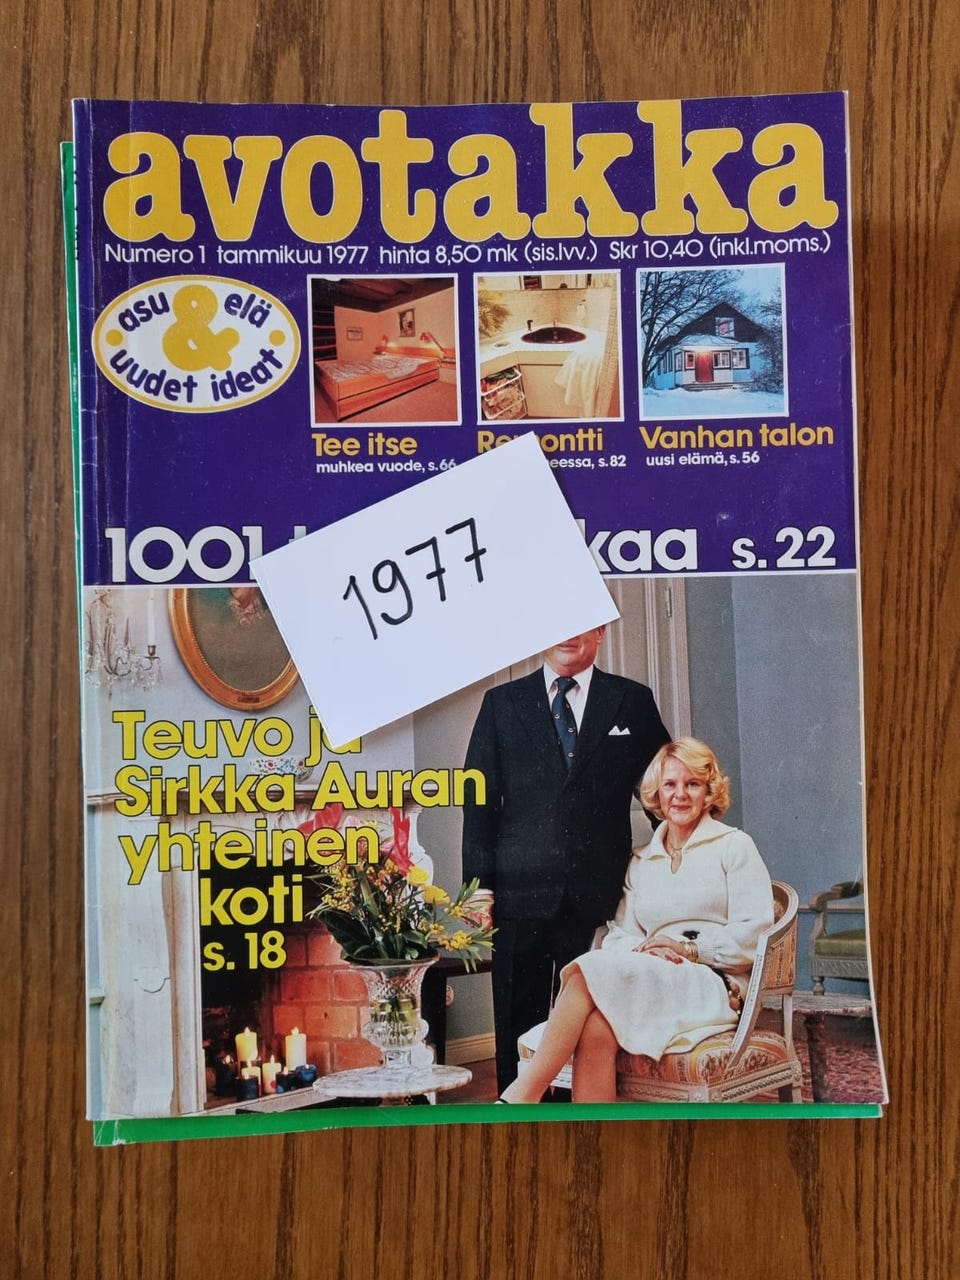 avotakka
Numero 1 tammikuu 1977 hinta 8,50 mk (sis.lvv.) Skr 10,40 (inkl.moms.)
asu & elä
uudet ideat
Tee itse
muhkea vuode, s.66
Remontti
s.82
Vanhan talon
uusi elämä, s. 56
1001
s. 22
1977
Teuvo ja
Sirkka Auran
yhteinen
koti
s. 18